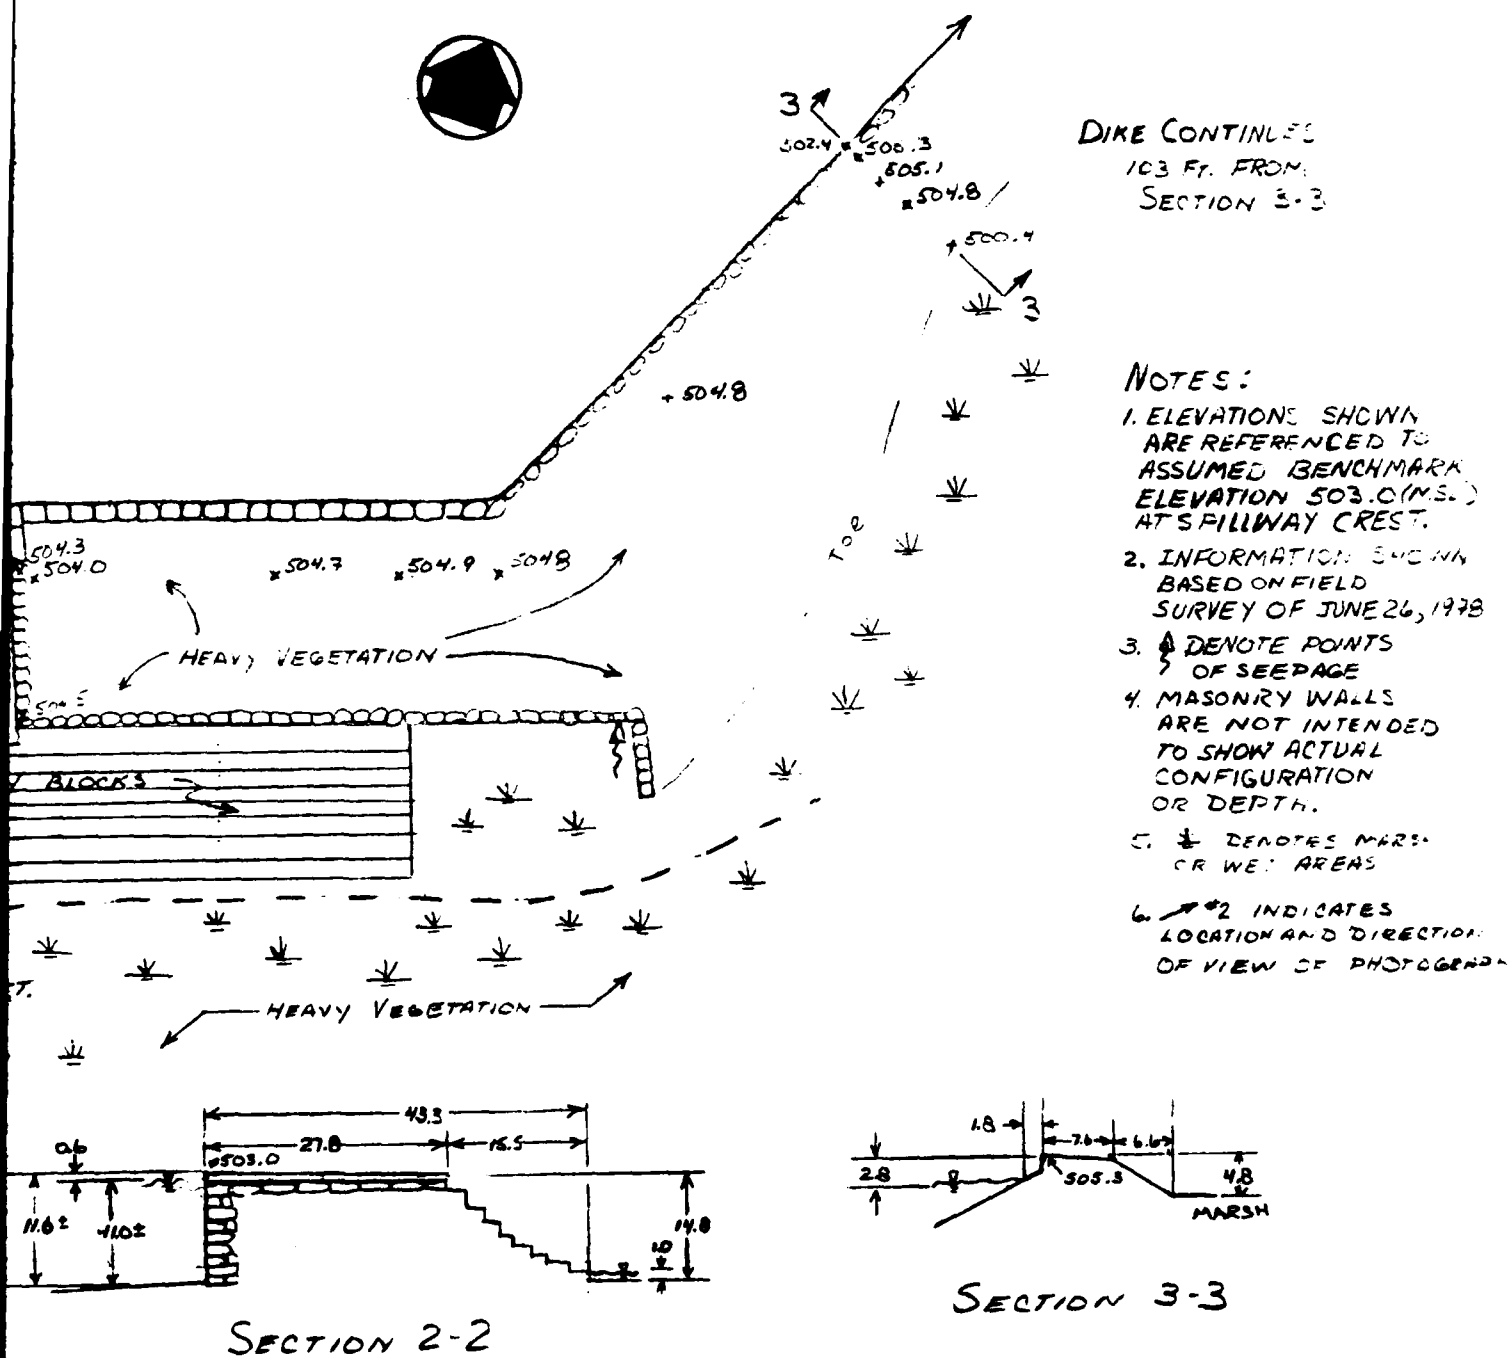 3
502.4
500.3
505.1
504.8
500.4
3
DIKE CONTINUES
103 FT. FROM
SECTION 3-3
504.8
NOTES:
1. ELEVATIONS SHOWN
ARE REFERENCED TO
ASSUMED BENCHMARK
ELEVATION 503.0 (MSL)
AT SPILLWAY CREST.
2. INFORMATION SHOWN
BASED ON FIELD
SURVEY OF JUNE 26, 1978
3. DENOTE POINTS
OF SEEPAGE
4. MASONRY WALLS
ARE NOT INTENDED
TO SHOW ACTUAL
CONFIGURATION
OR DEPTH.
5. DENOTES MARSH
OR WET AREAS
6. #2 INDICATES
LOCATION AND DIRECTION
OF VIEW OF PHOTOGRAPH
504.3
504.0
504.7
504.9
504.8
TOE
HEAVY VEGETATION
BLOCKS
HEAVY VEGETATION
43.3
27.8
15.5
0.6
503.0
11.6±
11.0±
14.8
1.0
SECTION 2-2
1.8
7.6
6.6
2.8
505.3
4.8
MARSH
SECTION 3-3